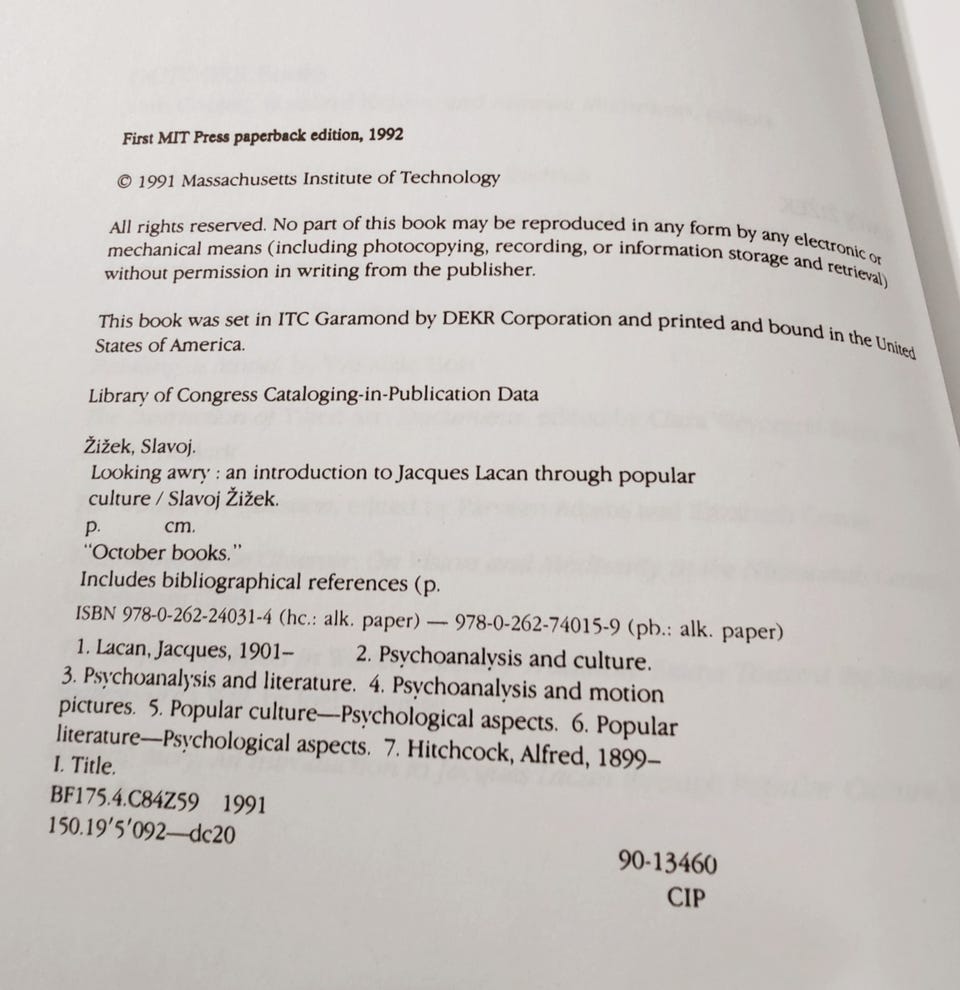 First MIT Press paperback edition, 1992
© 1991 Massachusetts Institute of Technology
All rights reserved. No part of this book may be reproduced in any form by any electronic or
mechanical means (including photocopying, recording, or information storage and retrieval)
without permission in writing from the publisher.
This book was set in ITC Garamond by DEKR Corporation and printed and bound in the United
States of America.
Library of Congress Cataloging-in-Publication Data
Žižek, Slavoj.
Looking awry : an introduction to Jacques Lacan through popular
culture / Slavoj Žižek.
p. cm.
“October books.”
Includes bibliographical references (p.
ISBN 978-0-262-24031-4 (hc.: alk. paper) — 978-0-262-74015-9 (pb.: alk. paper)
1. Lacan, Jacques, 1901– 2. Psychoanalysis and culture.
3. Psychoanalysis and literature. 4. Psychoanalysis and motion
pictures. 5. Popular culture—Psychological aspects. 6. Popular
literature—Psychological aspects. 7. Hitchcock, Alfred, 1899–
I. Title.
BF175.4.C84Z59 1991
150.19′5′092—dc20
90-13460
CIP